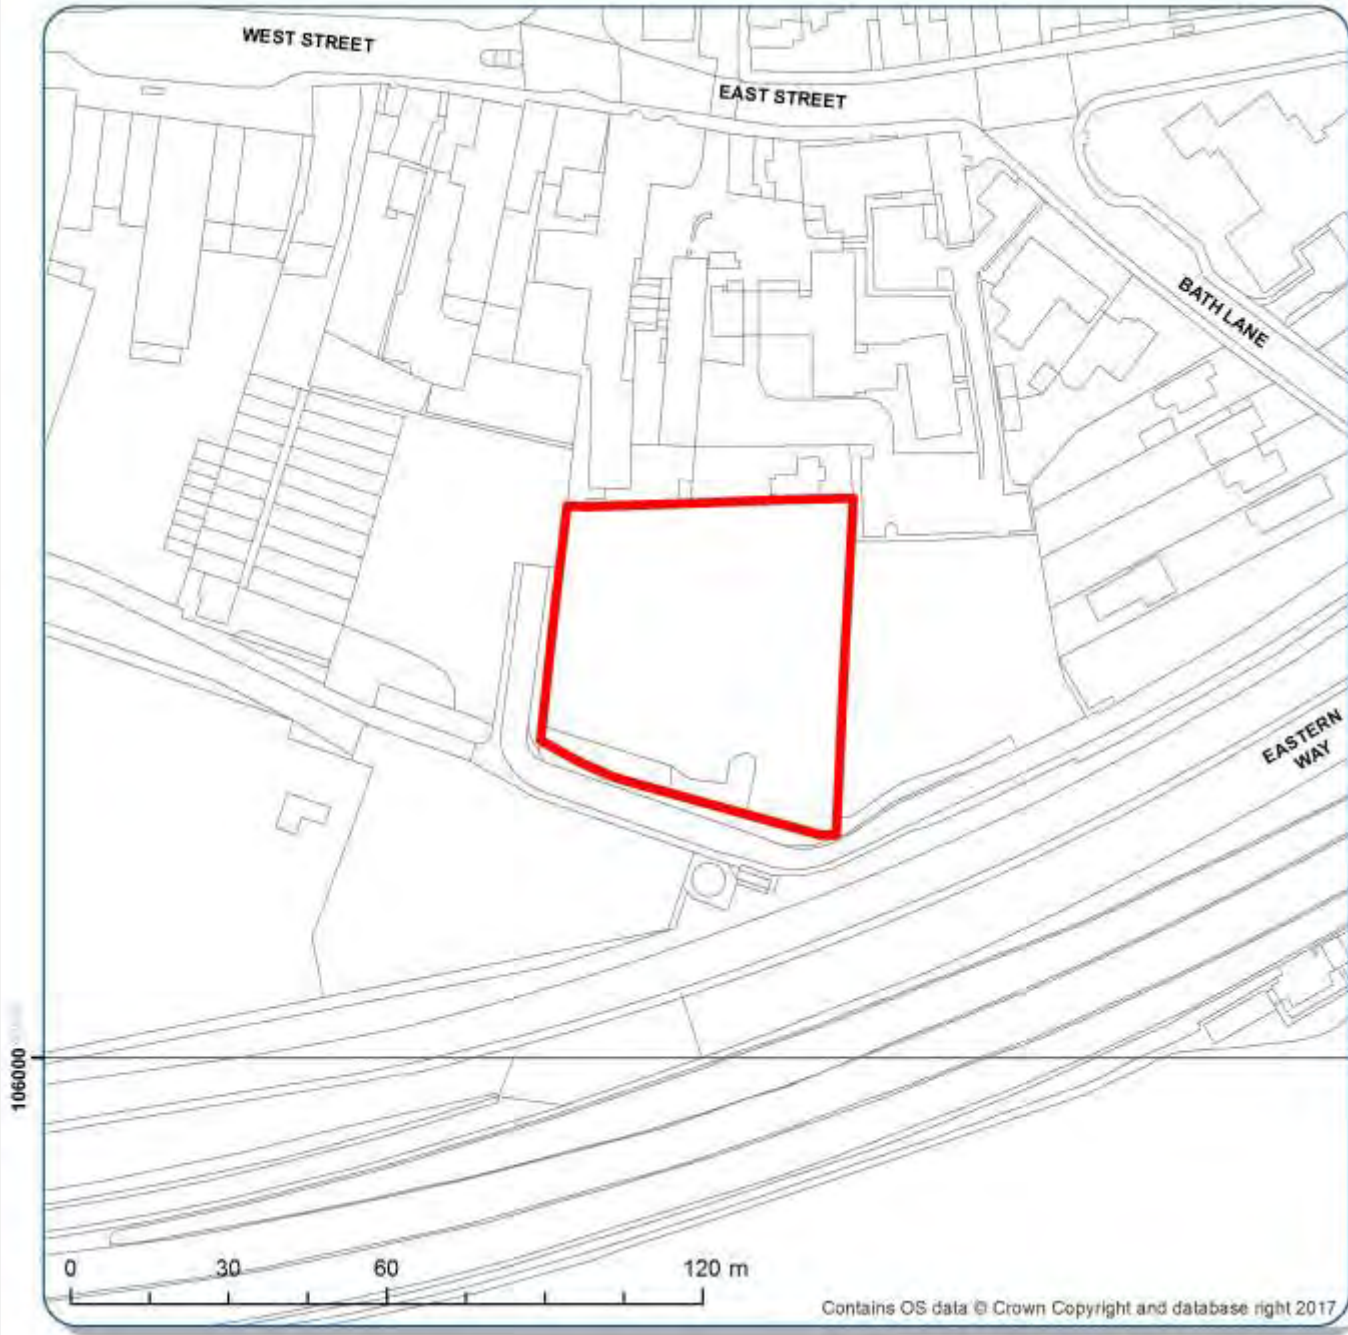 WEST STREET
EAST STREET
BATH LANE
EASTERN
WAY
106000
0 30 60 120 m
Contains OS data © Crown Copyright and database right 2017